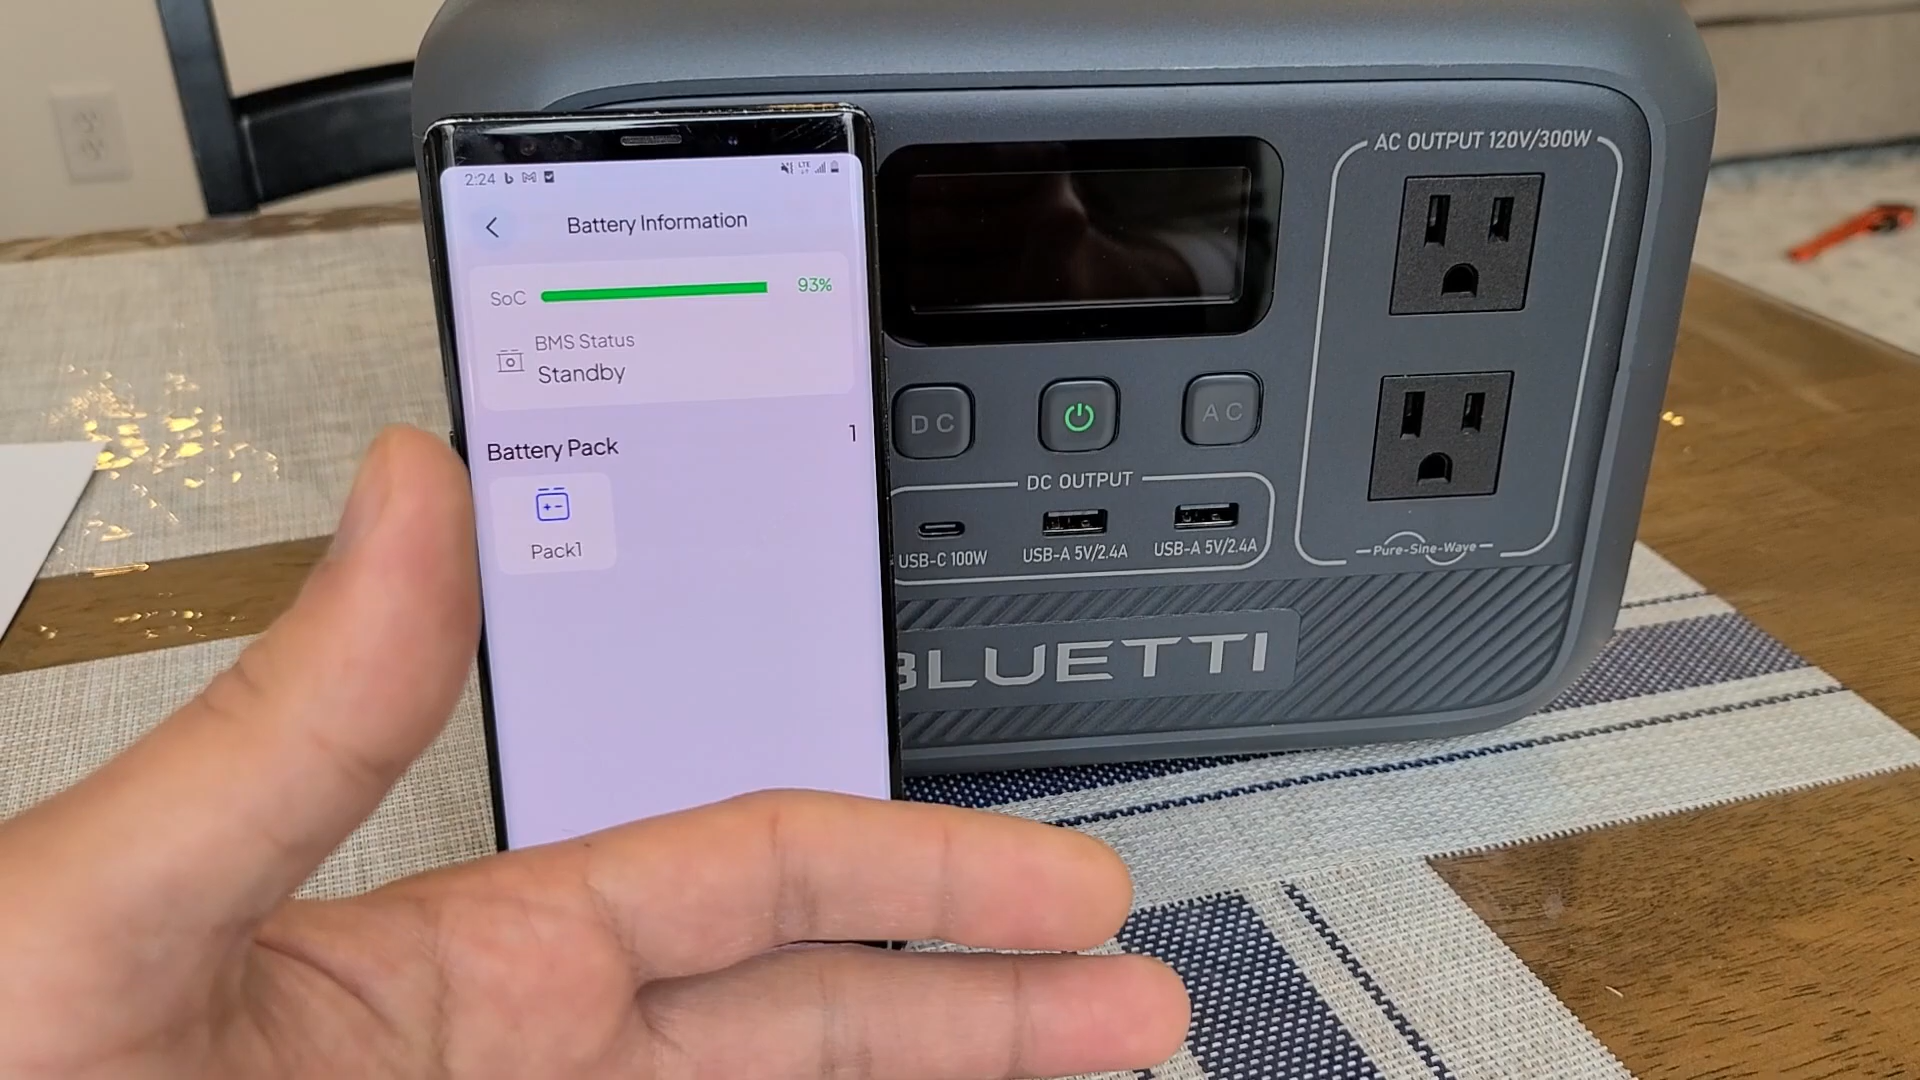 2:24
LTE
Battery Information
SoC 93%
BMS Status
Standby
Battery Pack 1
Pack1
AC OUTPUT 120V/300W
DC
AC
DC OUTPUT
USB-C 100W
USB-A 5V/2.4A
USB-A 5V/2.4A
Pure-Sine-Wave
BLUETTI